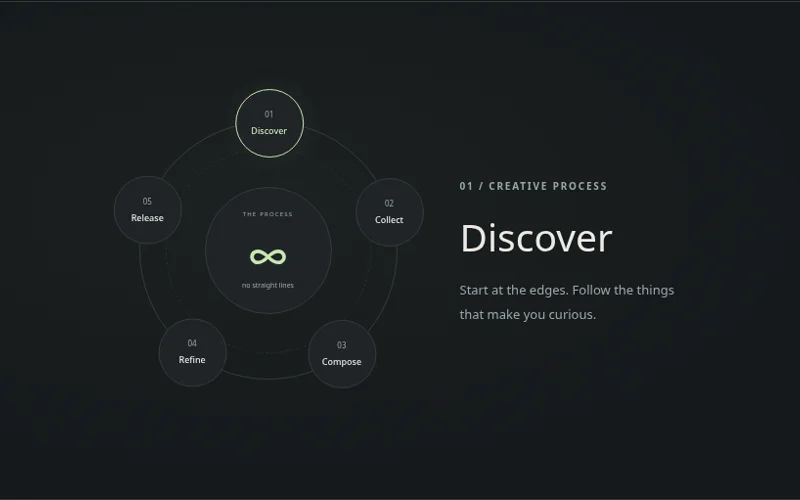 01
Discover
05
Release
02
Collect
THE PROCESS
∞
no straight lines
04
Refine
03
Compose
01 / CREATIVE PROCESS
Discover
Start at the edges. Follow the things
that make you curious.